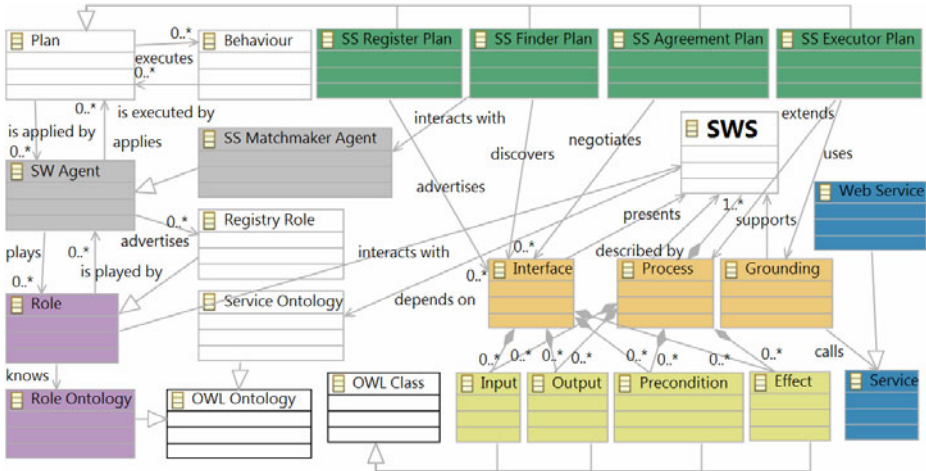 Plan
0..*
Behaviour
SS Register Plan
SS Finder Plan
SS Agreement Plan
SS Executor Plan
executes
0..*
0..*
is executed by
interacts with
extends
is applied by
applies
SS Matchmaker Agent
discovers
negotiates
SWS
uses
0..*
SW Agent
advertises
Web Service
0..*
Registry Role
presents
1..*
supports
plays
advertises
interacts with
0..*
described by
0..*
0..*
is played by
0..*
Interface
Process
Grounding
Role
Service Ontology
depends on
knows
0..*
0..*
0..*
0..*
0..*
0..*
0..*
calls
Role Ontology
OWL Ontology
OWL Class
Input
Output
Precondition
Effect
Service